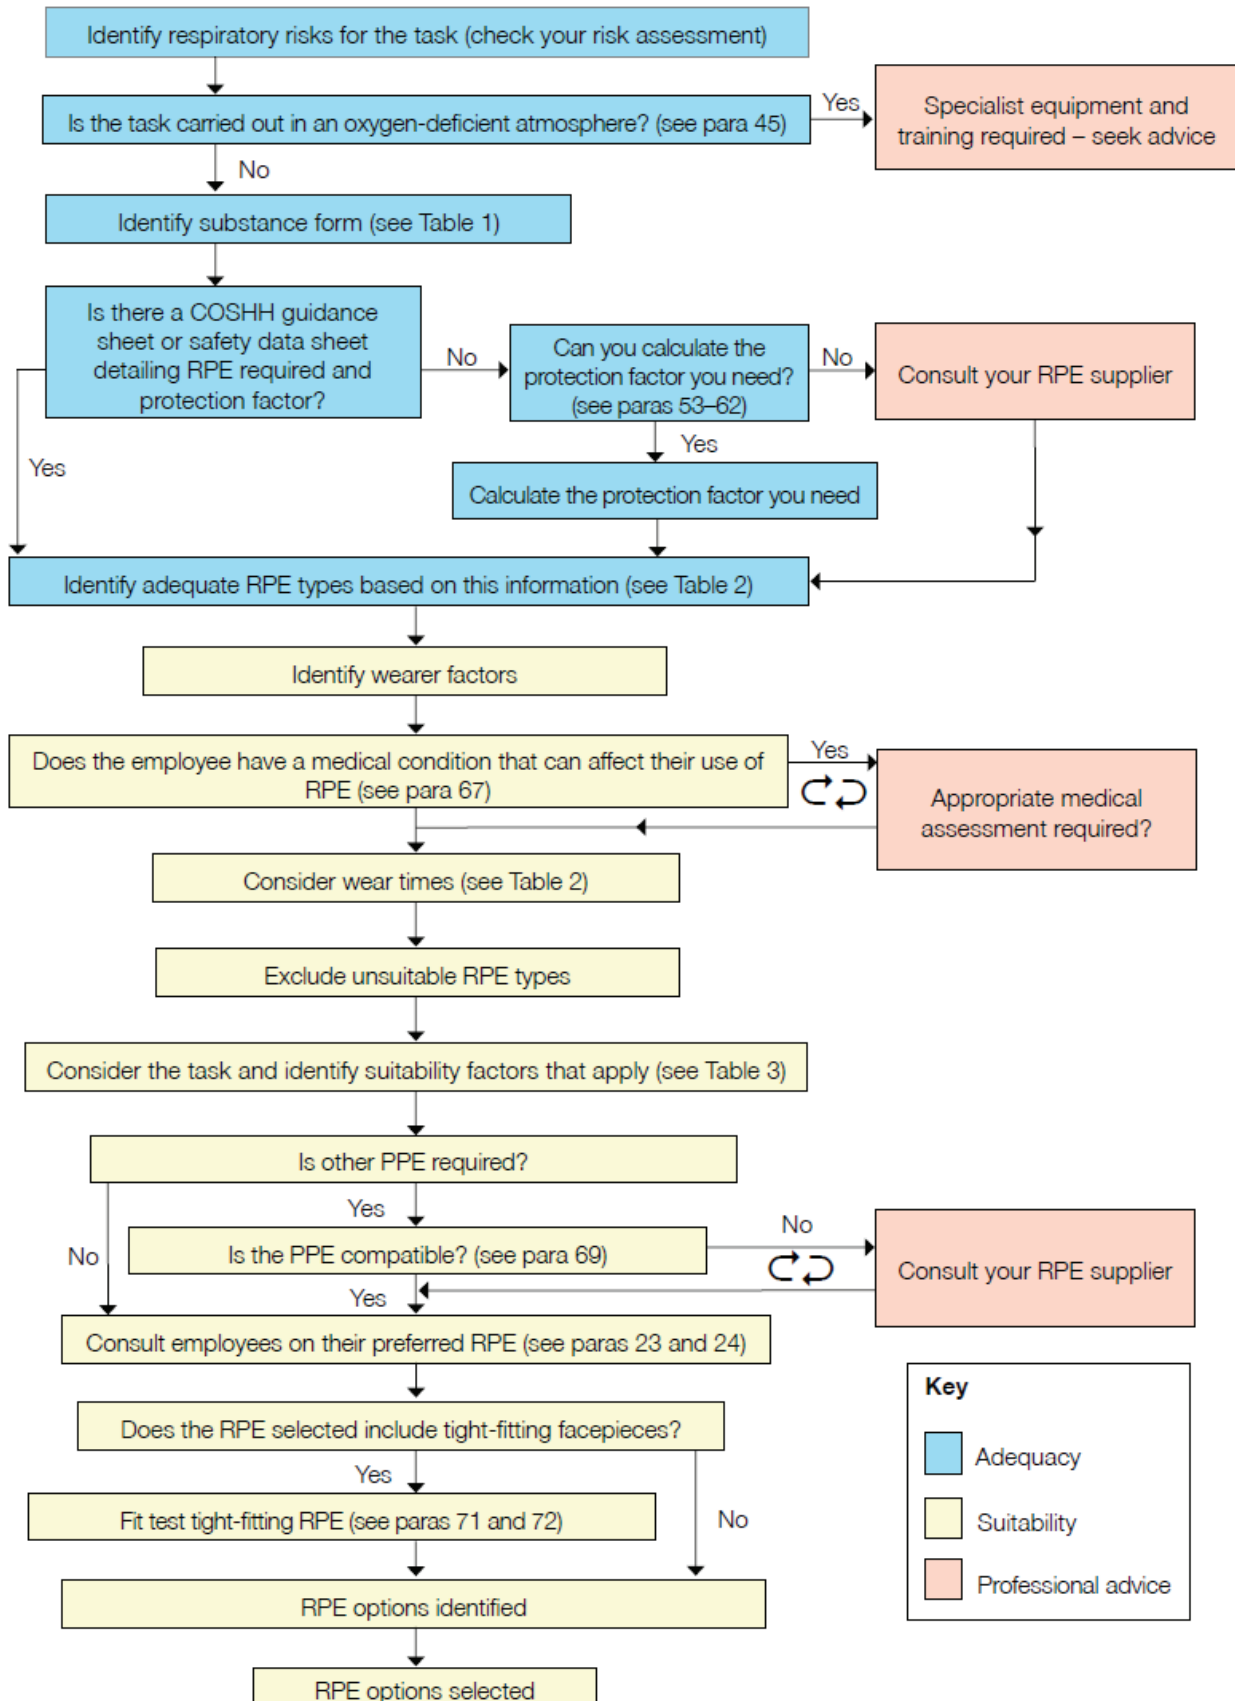 Identify respiratory risks for the task (check your risk assessment)
Is the task carried out in an oxygen-deficient atmosphere? (see para 45)
Yes
Specialist equipment and
training required – seek advice
No
Identify substance form (see Table 1)
Is there a COSHH guidance
sheet or safety data sheet
detailing RPE required and
protection factor?
No
Can you calculate the
protection factor you need?
(see paras 53–62)
No
Consult your RPE supplier
Yes
Yes
Calculate the protection factor you need
Identify adequate RPE types based on this information (see Table 2)
Identify wearer factors
Does the employee have a medical condition that can affect their use of
RPE (see para 67)
Yes
Appropriate medical
assessment required?
Consider wear times (see Table 2)
Exclude unsuitable RPE types
Consider the task and identify suitability factors that apply (see Table 3)
Is other PPE required?
Yes
No
Is the PPE compatible? (see para 69)
No
Consult your RPE supplier
Yes
Consult employees on their preferred RPE (see paras 23 and 24)
Does the RPE selected include tight-fitting facepieces?
Yes
No
Fit test tight-fitting RPE (see paras 71 and 72)
RPE options identified
RPE options selected
Key
Adequacy
Suitability
Professional advice